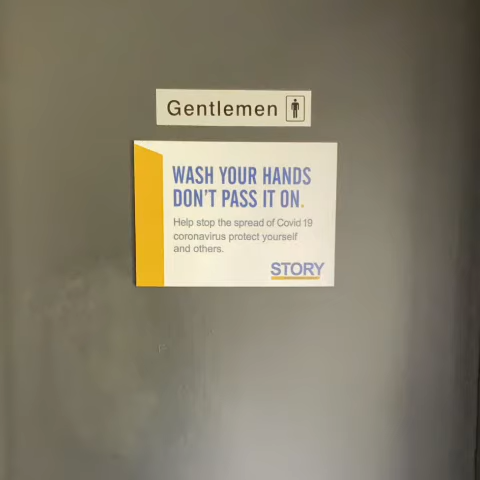 Gentlemen
WASH YOUR HANDS
DON'T PASS IT ON.
Help stop the spread of Covid 19
coronavirus protect yourself
and others.
STORY